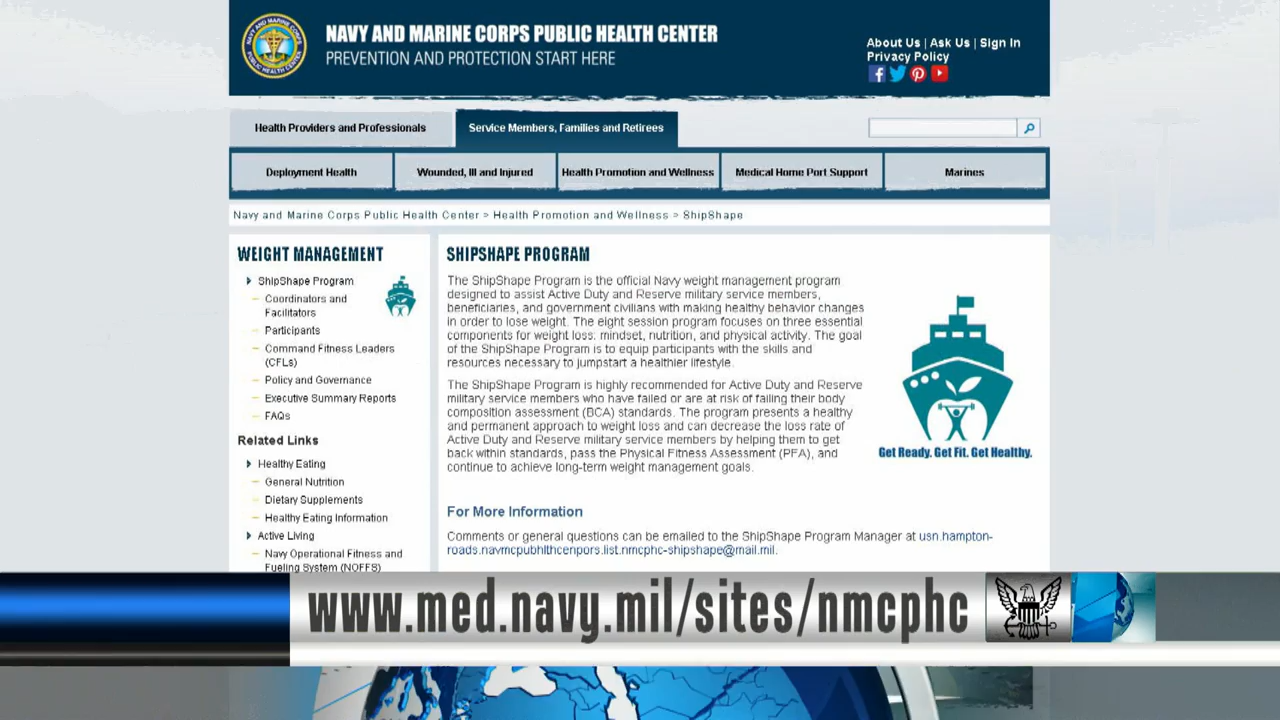 NAVY AND MARINE CORPS PUBLIC HEALTH CENTER
PREVENTION AND PROTECTION START HERE
NAVY AND MARINE CORPS
PUBLIC HEALTH CENTER
About Us | Ask Us | Sign In
Privacy Policy
Health Providers and Professionals
Service Members, Families and Retirees
Deployment Health
Wounded, Ill and Injured
Health Promotion and Wellness
Medical Home Port Support
Marines
Navy and Marine Corps Public Health Center > Health Promotion and Wellness > ShipShape
WEIGHT MANAGEMENT
ShipShape Program
Coordinators and
Facilitators
Participants
Command Fitness Leaders
(CFLs)
Policy and Governance
Executive Summary Reports
FAQs
Related Links
Healthy Eating
General Nutrition
Dietary Supplements
Healthy Eating Information
Active Living
Navy Operational Fitness and
Fueling System (NOFFS)
SHIPSHAPE PROGRAM
The ShipShape Program is the official Navy weight management program
designed to assist Active Duty and Reserve military service members,
beneficiaries, and government civilians with making healthy behavior changes
in order to lose weight. The eight session program focuses on three essential
components for weight loss: mindset, nutrition, and physical activity. The goal
of the ShipShape Program is to equip participants with the skills and
resources necessary to jumpstart a healthier lifestyle.
The ShipShape Program is highly recommended for Active Duty and Reserve
military service members who have failed or are at risk of failing their body
composition assessment (BCA) standards. The program presents a healthy
and permanent approach to weight loss and can decrease the loss rate of
Active Duty and Reserve military service members by helping them to get
back within standards, pass the Physical Fitness Assessment (PFA), and
continue to achieve long-term weight management goals.
Get Ready. Get Fit. Get Healthy.
For More Information
Comments or general questions can be emailed to the ShipShape Program Manager at usn.hampton-
roads.navmcpubhlthcenpors.list.nmcphc-shipshape@mail.mil.
www.med.navy.mil/sites/nmcphc